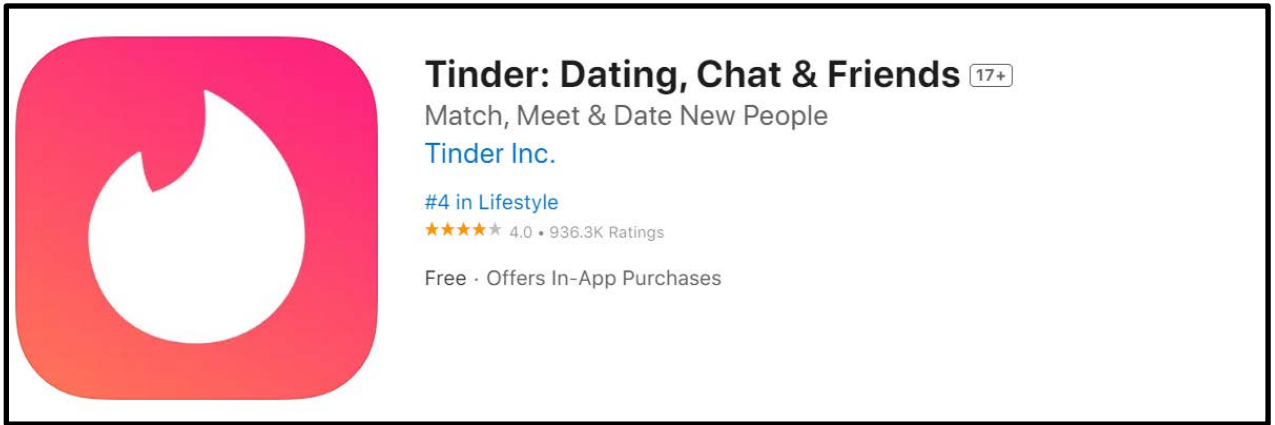 Tinder: Dating, Chat & Friends 17+
Match, Meet & Date New People
Tinder Inc.
#4 in Lifestyle
★★★★★ 4.0 • 936.3K Ratings
Free · Offers In-App Purchases